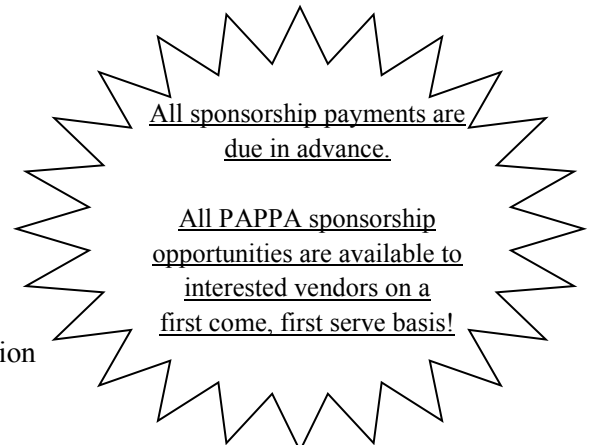 All sponsorship payments are
due in advance.
All PAPPA sponsorship
opportunities are available to
interested vendors on a
first come, first serve basis!
ion